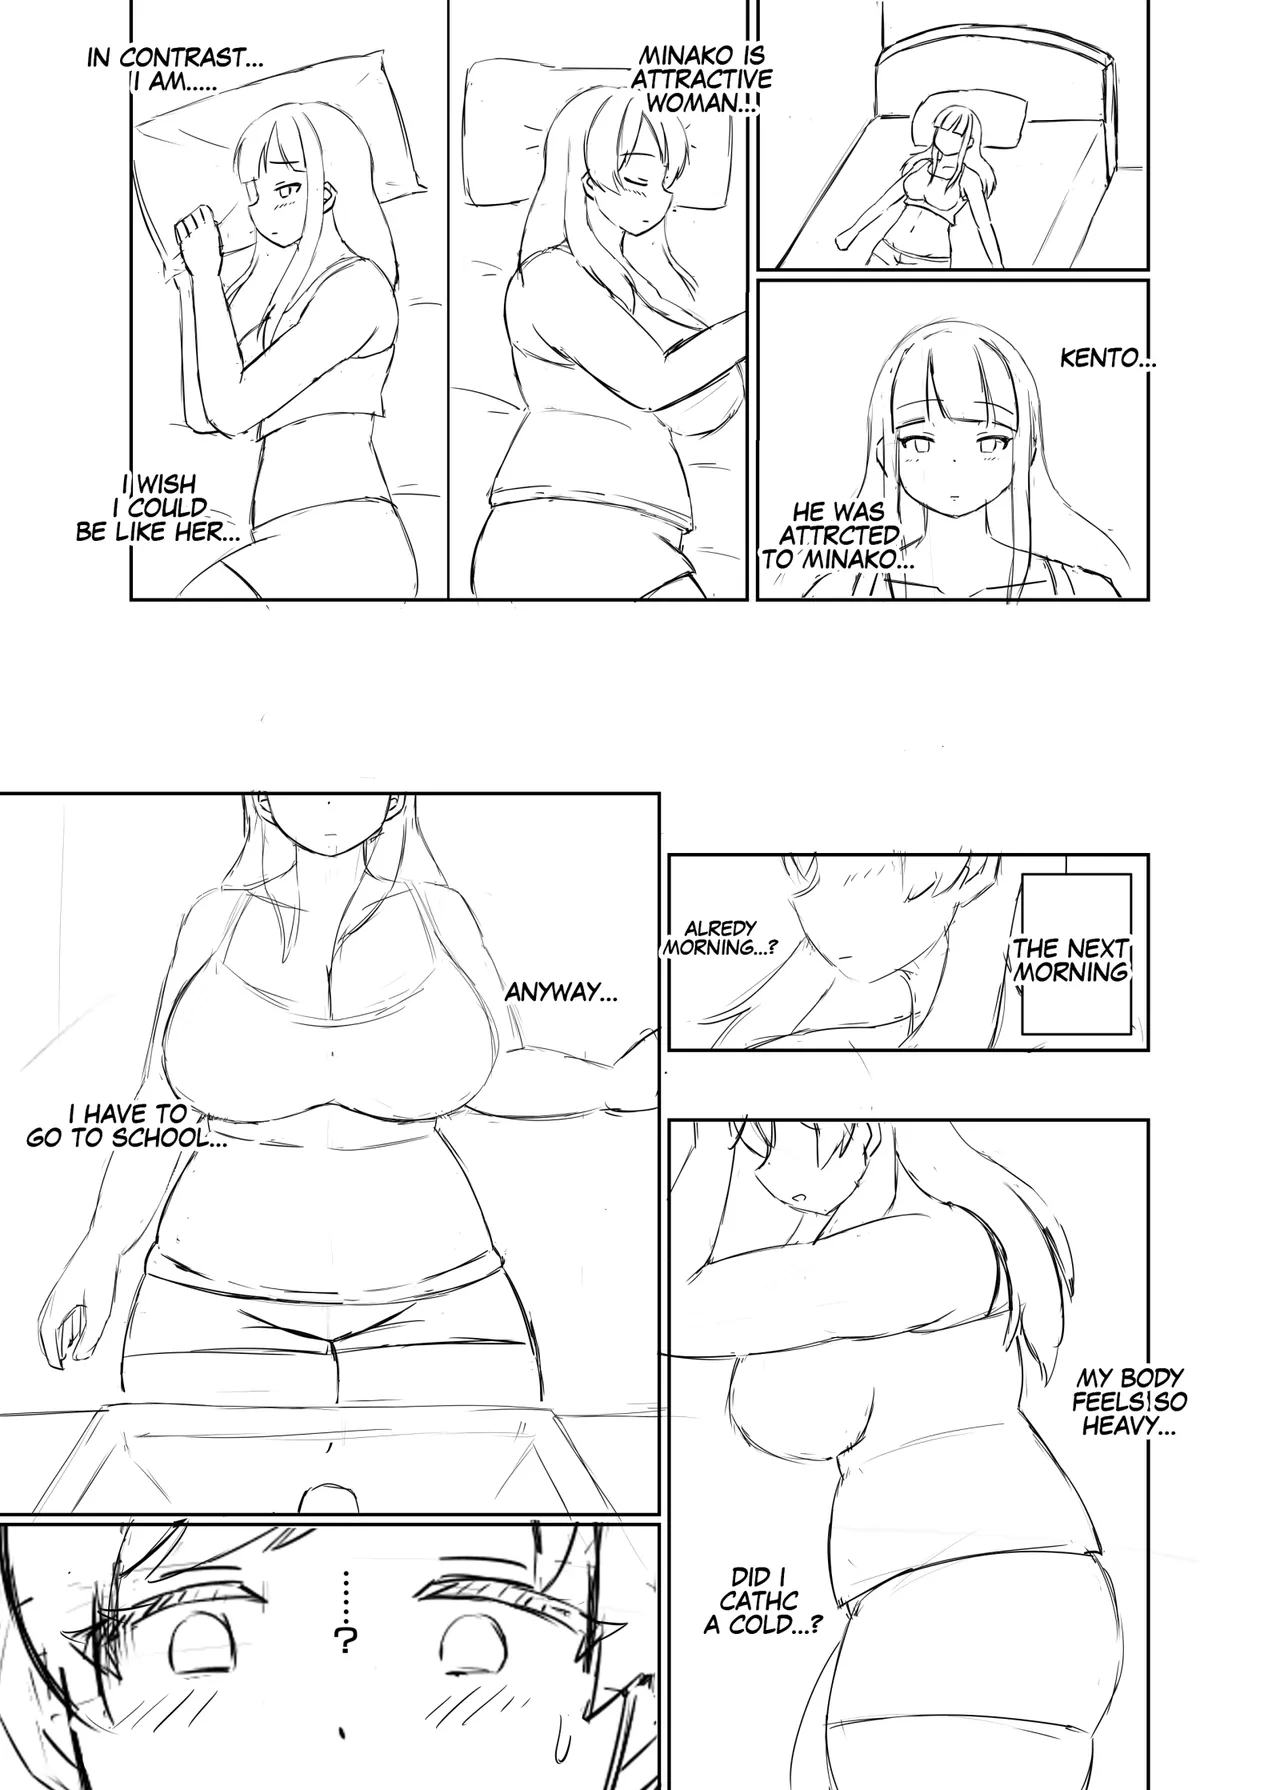 KENTO...
HE WAS
ATTRCTED
TO MINAKO...
MINAKO IS
ATTRACTIVE
WOMAN...
IN CONTRAST...
I AM.....
I WISH
I COULD
BE LIKE HER...
THE NEXT
MORNING
ALREDY
MORNING...?
MY BODY
FEELS SO
HEAVY...
DID I
CATHC
A COLD...?
ANYWAY...
I HAVE TO
GO TO SCHOOL...
......?